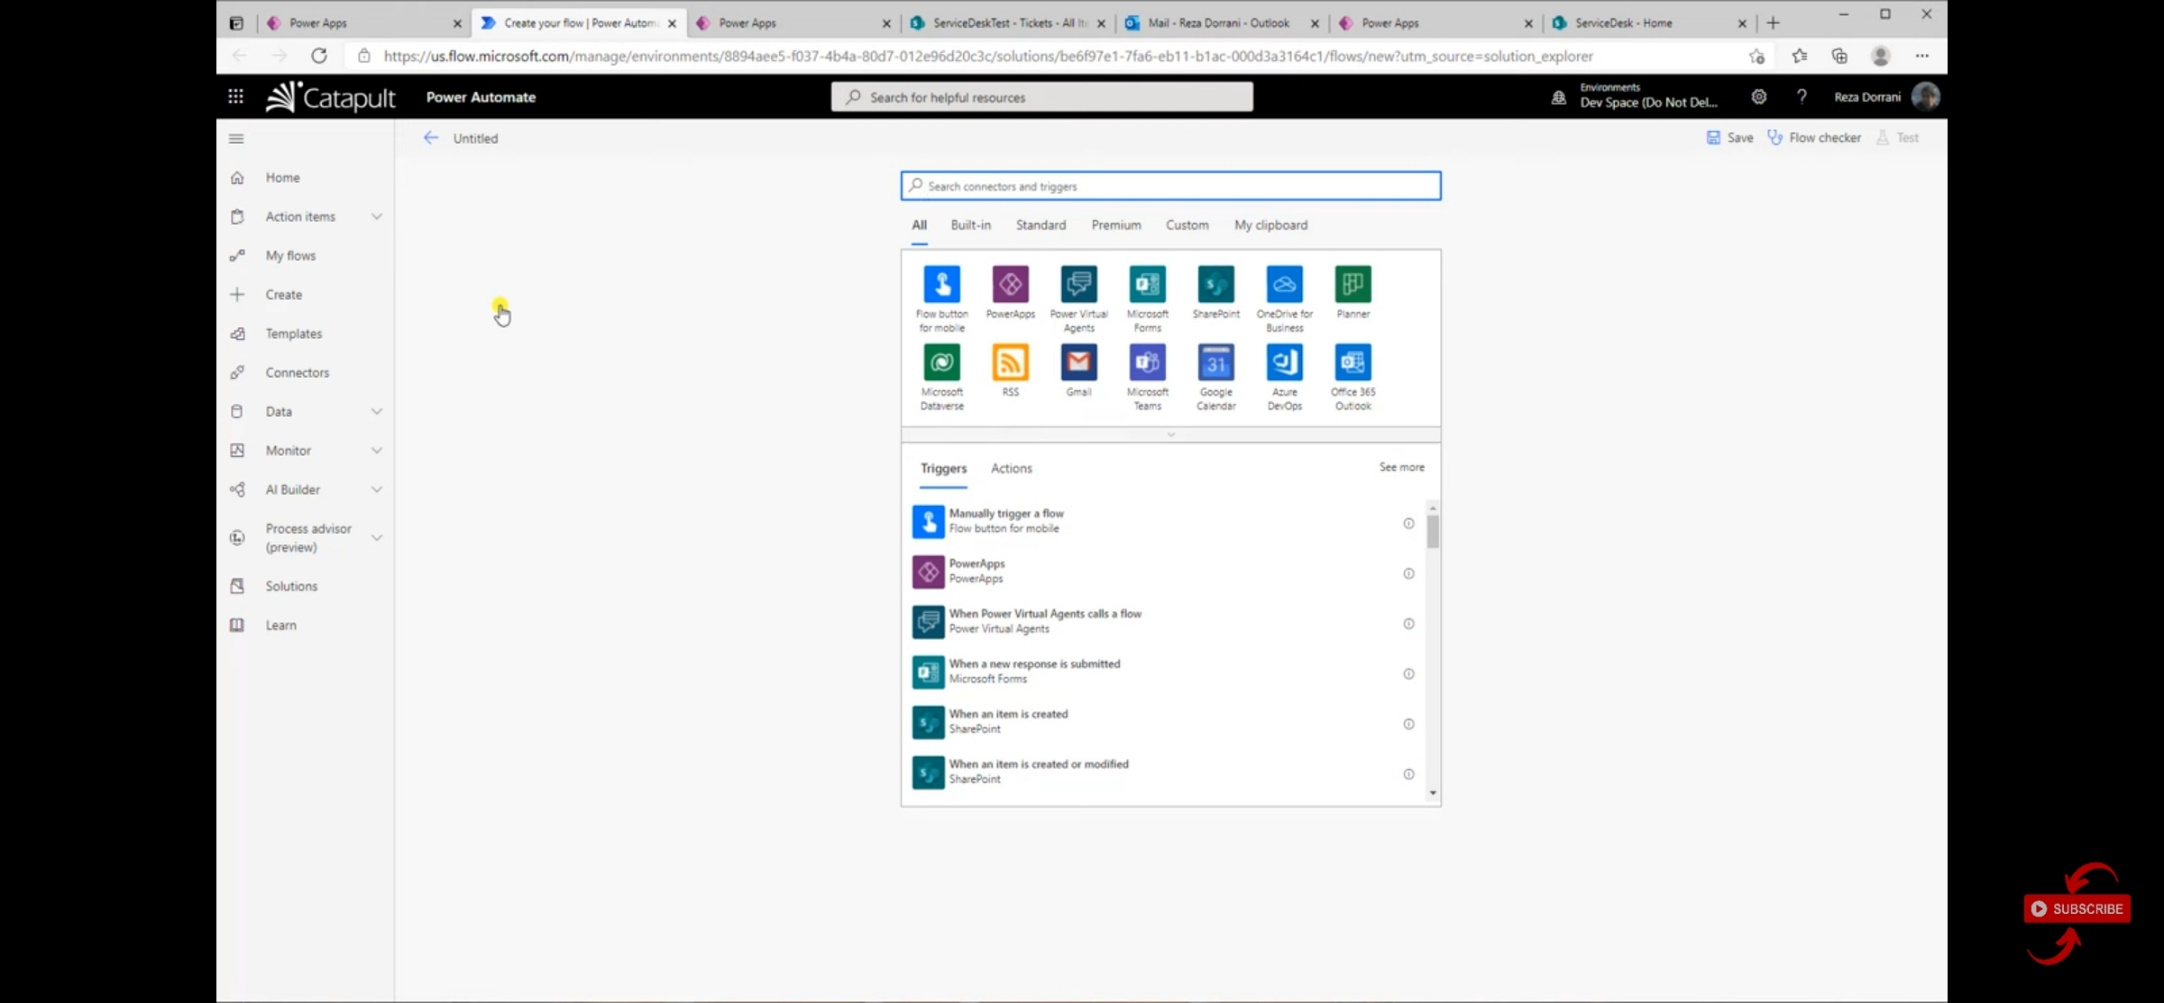 Power Apps
Create your flow | Power Autom
Power Apps
ServiceDeskTest - Tickets - All Ite
Mail - Reza Dorrani - Outlook
Power Apps
ServiceDesk - Home
https://us.flow.microsoft.com/manage/environments/8894aee5-f037-4b4a-80d7-012e96d20c3c/solutions/be6f97e1-7fa6-eb11-b1ac-000d3a3164c1/flows/new?utm_source=solution_explorer
Catapult
Power Automate
Search for helpful resources
Environments
Dev Space (Do Not Del...
?
Reza Dorrani
Untitled
Save
Flow checker
Test
Home
Action items
My flows
Create
Templates
Connectors
Data
Monitor
AI Builder
Process advisor
(preview)
Solutions
Learn
Search connectors and triggers
All
Built-in
Standard
Premium
Custom
My clipboard
Flow button
for mobile
PowerApps
Power Virtual
Agents
Microsoft
Forms
SharePoint
OneDrive for
Business
Planner
Microsoft
Dataverse
RSS
Gmail
Microsoft
Teams
31
Google
Calendar
Azure
DevOps
Office 365
Outlook
Triggers
Actions
See more
Manually trigger a flow
Flow button for mobile
PowerApps
PowerApps
When Power Virtual Agents calls a flow
Power Virtual Agents
When a new response is submitted
Microsoft Forms
When an item is created
SharePoint
When an item is created or modified
SharePoint
SUBSCRIBE